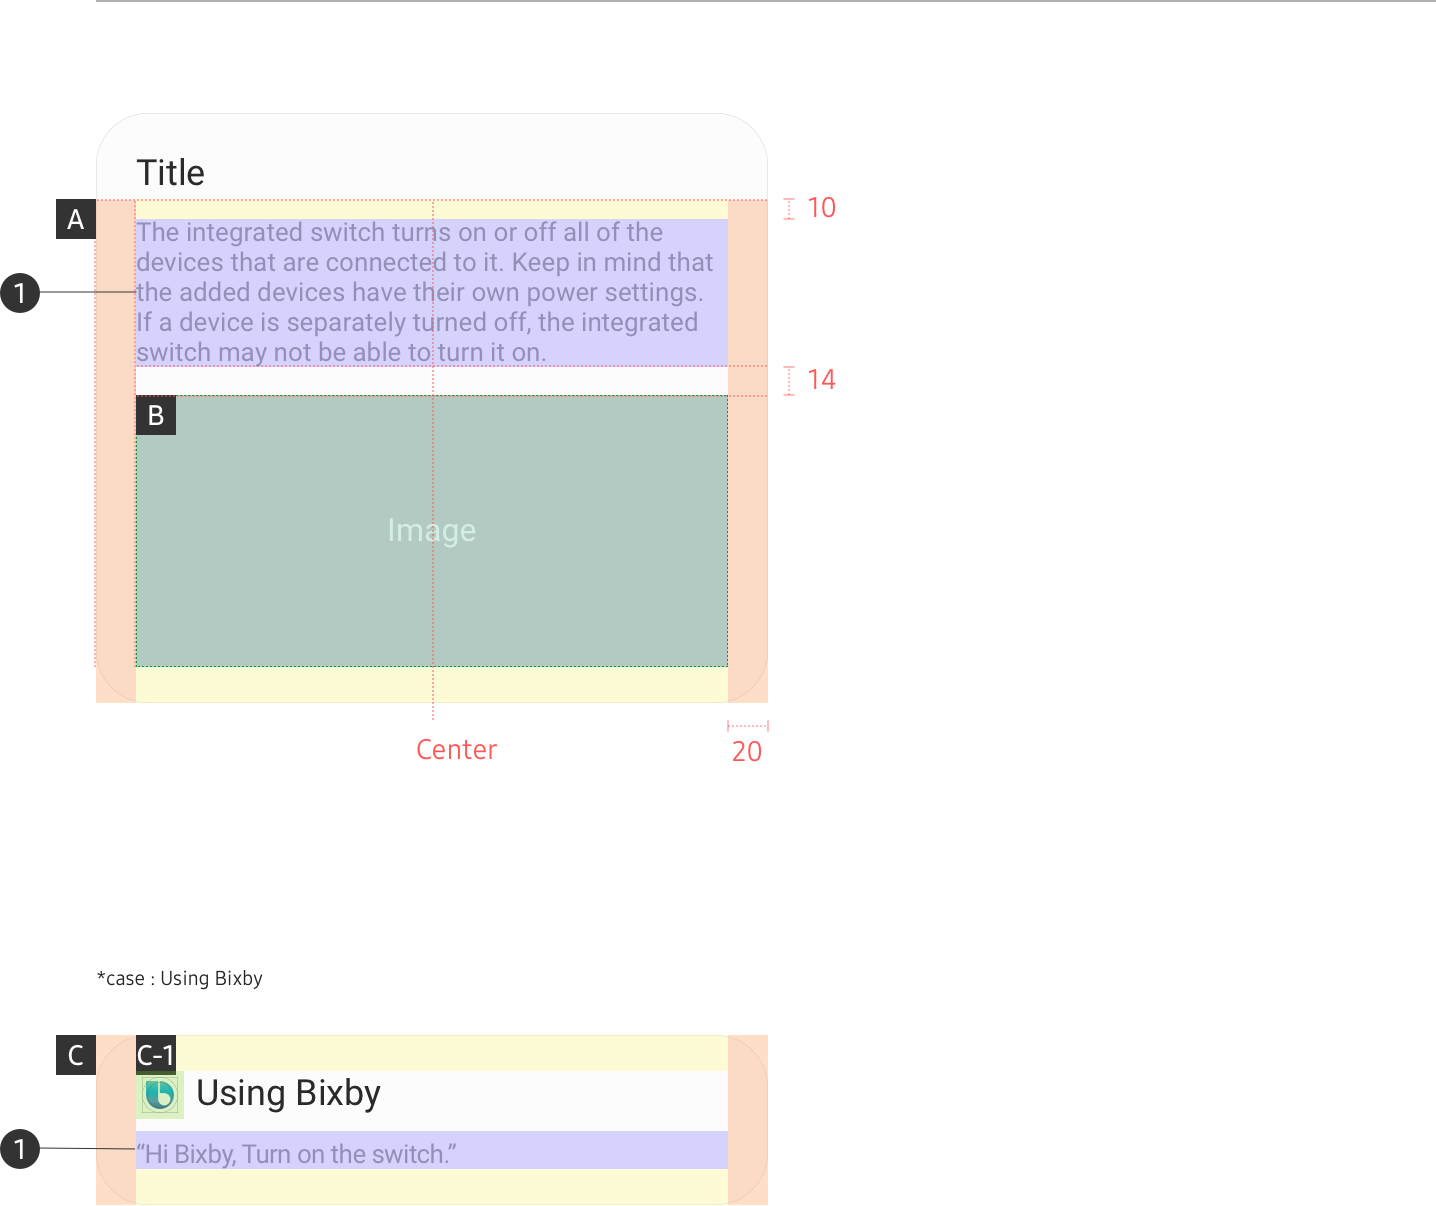 Title
A
10
The integrated switch turns on or off all of the
devices that are connected to it. Keep in mind that
1
the added devices have their own power settings.
If a device is separately turned off, the integrated
switch may not be able to turn it on.
14
B
Image
Center
20
*case : Using Bixby
C
C-1
Using Bixby
1
“Hi Bixby, Turn on the switch.”